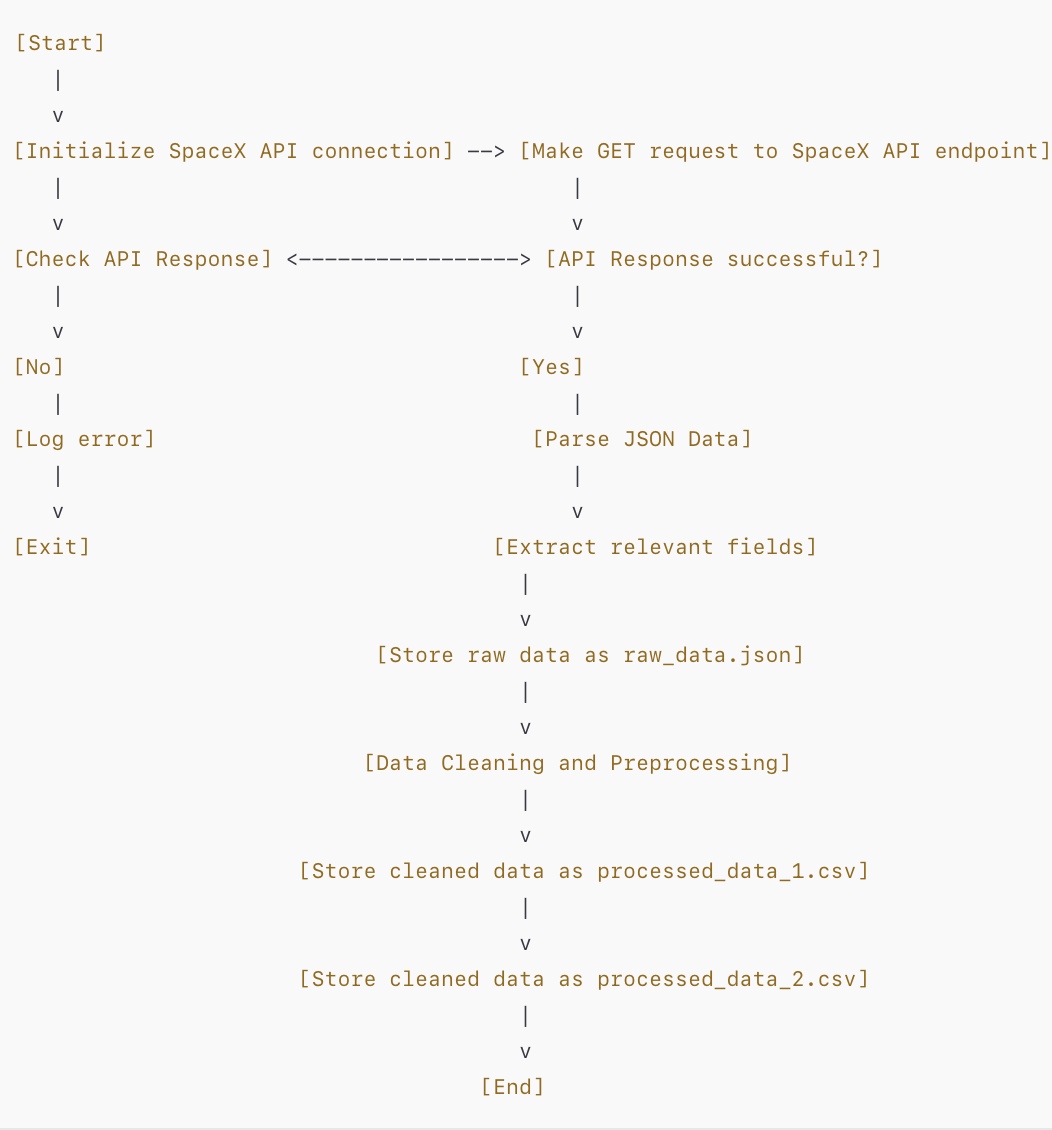 [Start]
   |
   v
[Initialize SpaceX API connection] --> [Make GET request to SpaceX API endpoint]
   |                                       |
   v                                       v
[Check API Response] <-----------------> [API Response successful?]
   |                                       |
   v                                       v
[No]                                   [Yes]
   |                                       |
[Log error]                             [Parse JSON Data]
   |                                       |
   v                                       v
[Exit]                               [Extract relevant fields]
                                       |
                                       v
                            [Store raw data as raw_data.json]
                                       |
                                       v
                           [Data Cleaning and Preprocessing]
                                       |
                                       v
                      [Store cleaned data as processed_data_1.csv]
                                       |
                                       v
                      [Store cleaned data as processed_data_2.csv]
                                       |
                                       v
                                    [End]